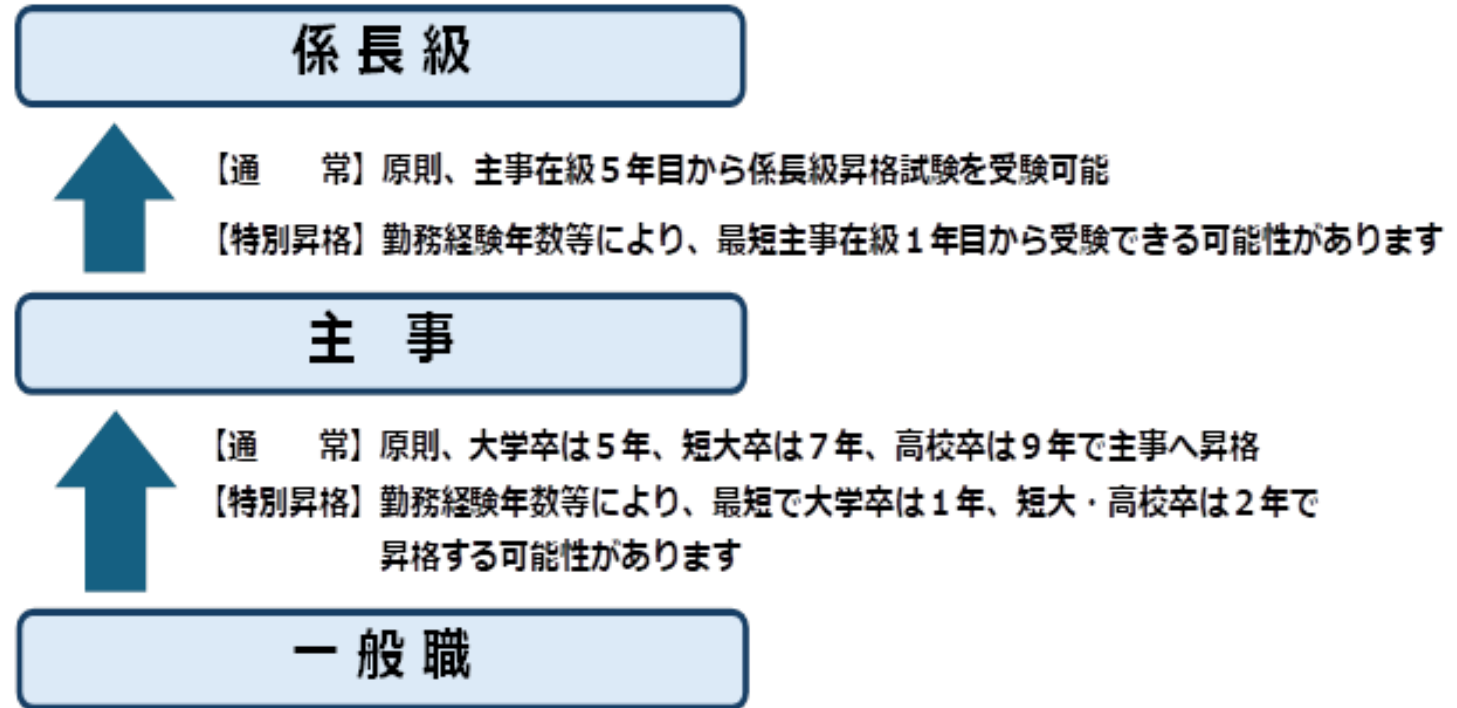 係長級
【通　　常】原則、主事在級５年目から係長級昇格試験を受験可能
【特別昇格】勤務経験年数等により、最短主事在級１年目から受験できる可能性があります
主　事
【通　　常】原則、大学卒は５年、短大卒は７年、高校卒は９年で主事へ昇格
【特別昇格】勤務経験年数等により、最短で大学卒は１年、短大・高校卒は２年で
昇格する可能性があります
一般職